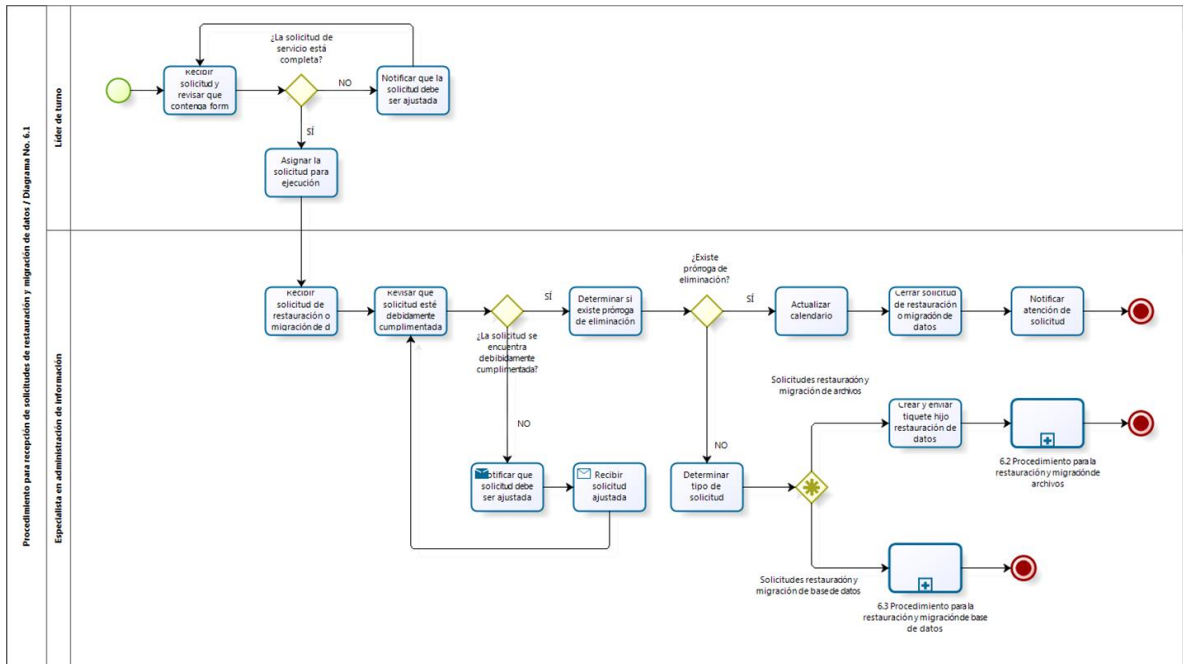 Procedimiento para recepción de solicitudes de restauración y migración de datos / Diagrama No. 6.1
Líder de turno
¿La solicitud de
servicio está
completa?
Recibir
solicitud y
revisar que
contenga form
NO
Notificar que la
solicitud debe
ser ajustada
SÍ
Asignar la
solicitud para
ejecución
Especialista en administración de información
Recibir
solicitud de
restauración o
migración de d
Revisar que
solicitud esté
debidamente
cumplimentada
¿La solicitud se
encuentra
debibidamente
cumplimentada?
SÍ
Determinar si
existe prórroga
de eliminación
¿Existe
prórroga de
eliminación?
SÍ
Actualizar
calendario
Cerrar solicitud
de restauración
o migración de
datos
Notificar
atención de
solicitud
NO
Notificar que
solicitud debe
ser ajustada
Recibir
solicitud
ajustada
NO
Determinar
tipo de
solicitud
Solicitudes restauración y
migración de archivos
Crear y enviar
tiquete hijo
restauración de
datos
6.2 Procedimiento para la
restauración y migración de
archivos
Solicitudes restauración y
migración de base de datos
6.3 Procedimiento para la
restauración y migración de base
de datos